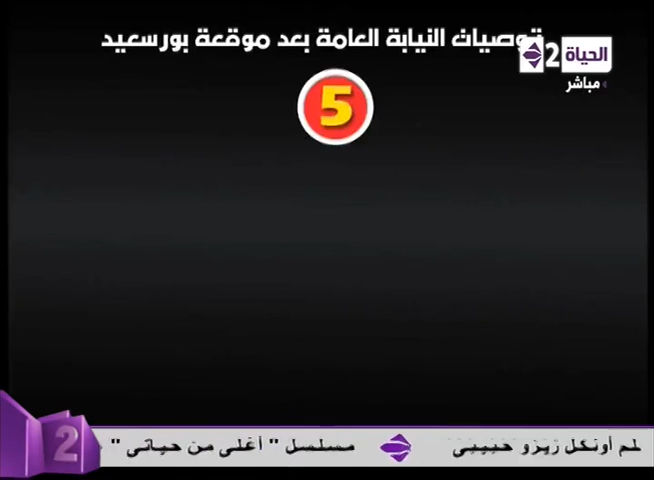 توصيات النيابة العامة بعد موقعة بورسعيد
الحياة 2
مباشر
5
2
لم أونكل زيزو حبيبى
مسلسل " أغلى من حياتى "